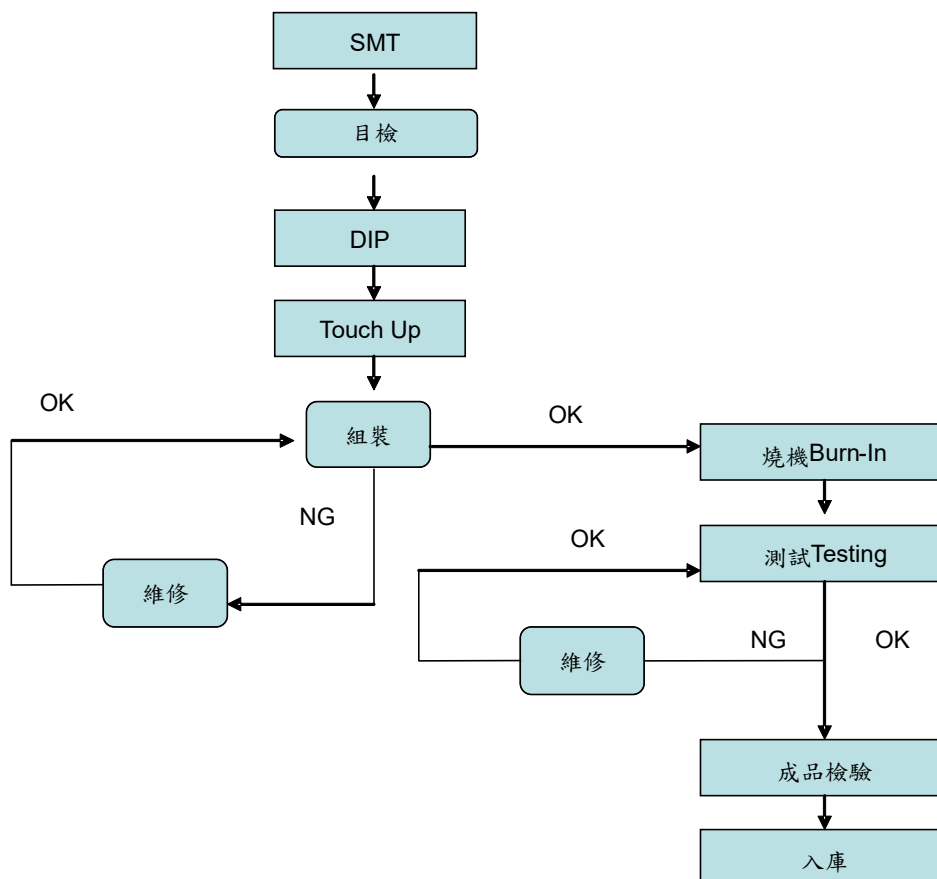 SMT
目檢
DIP
Touch Up
OK
組裝
OK
燒機Burn-In
NG
OK
測試Testing
維修
維修
NG
OK
成品檢驗
入庫